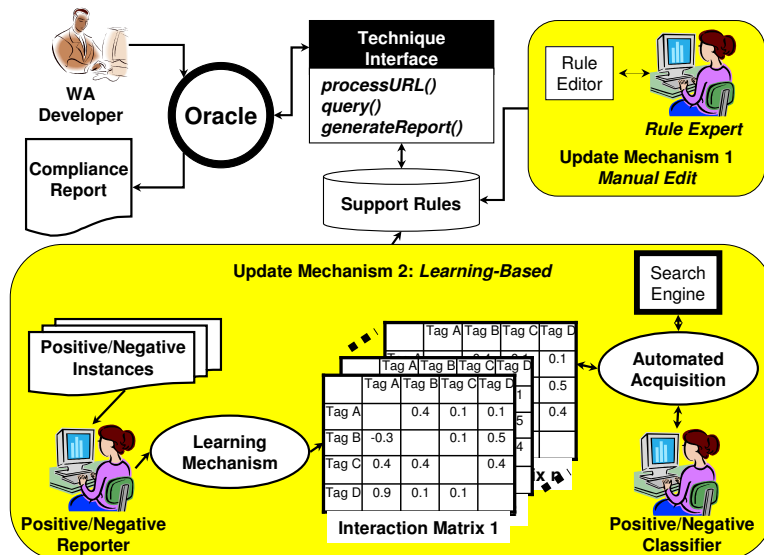 WA
Developer
Oracle
Technique
Interface
processURL()
query()
generateReport()
Rule
Editor
Rule Expert
Update Mechanism 1
Manual Edit
Compliance
Report
Support Rules
Update Mechanism 2: Learning-Based
Search
Engine
Positive/Negative
Instances
Automated
Acquisition
Learning
Mechanism
Positive/Negative
Reporter
Positive/Negative
Classifier
Tag A Tag B Tag C Tag D
0.1
0.5
0.4
Tag A Tag B Tag C Tag D
Tag A Tag B Tag C Tag D
Tag A 0.4 0.1 0.1
Tag B -0.3 0.1 0.5
Tag C 0.4 0.4 0.4
Tag D 0.9 0.1 0.1
Interaction Matrix 1